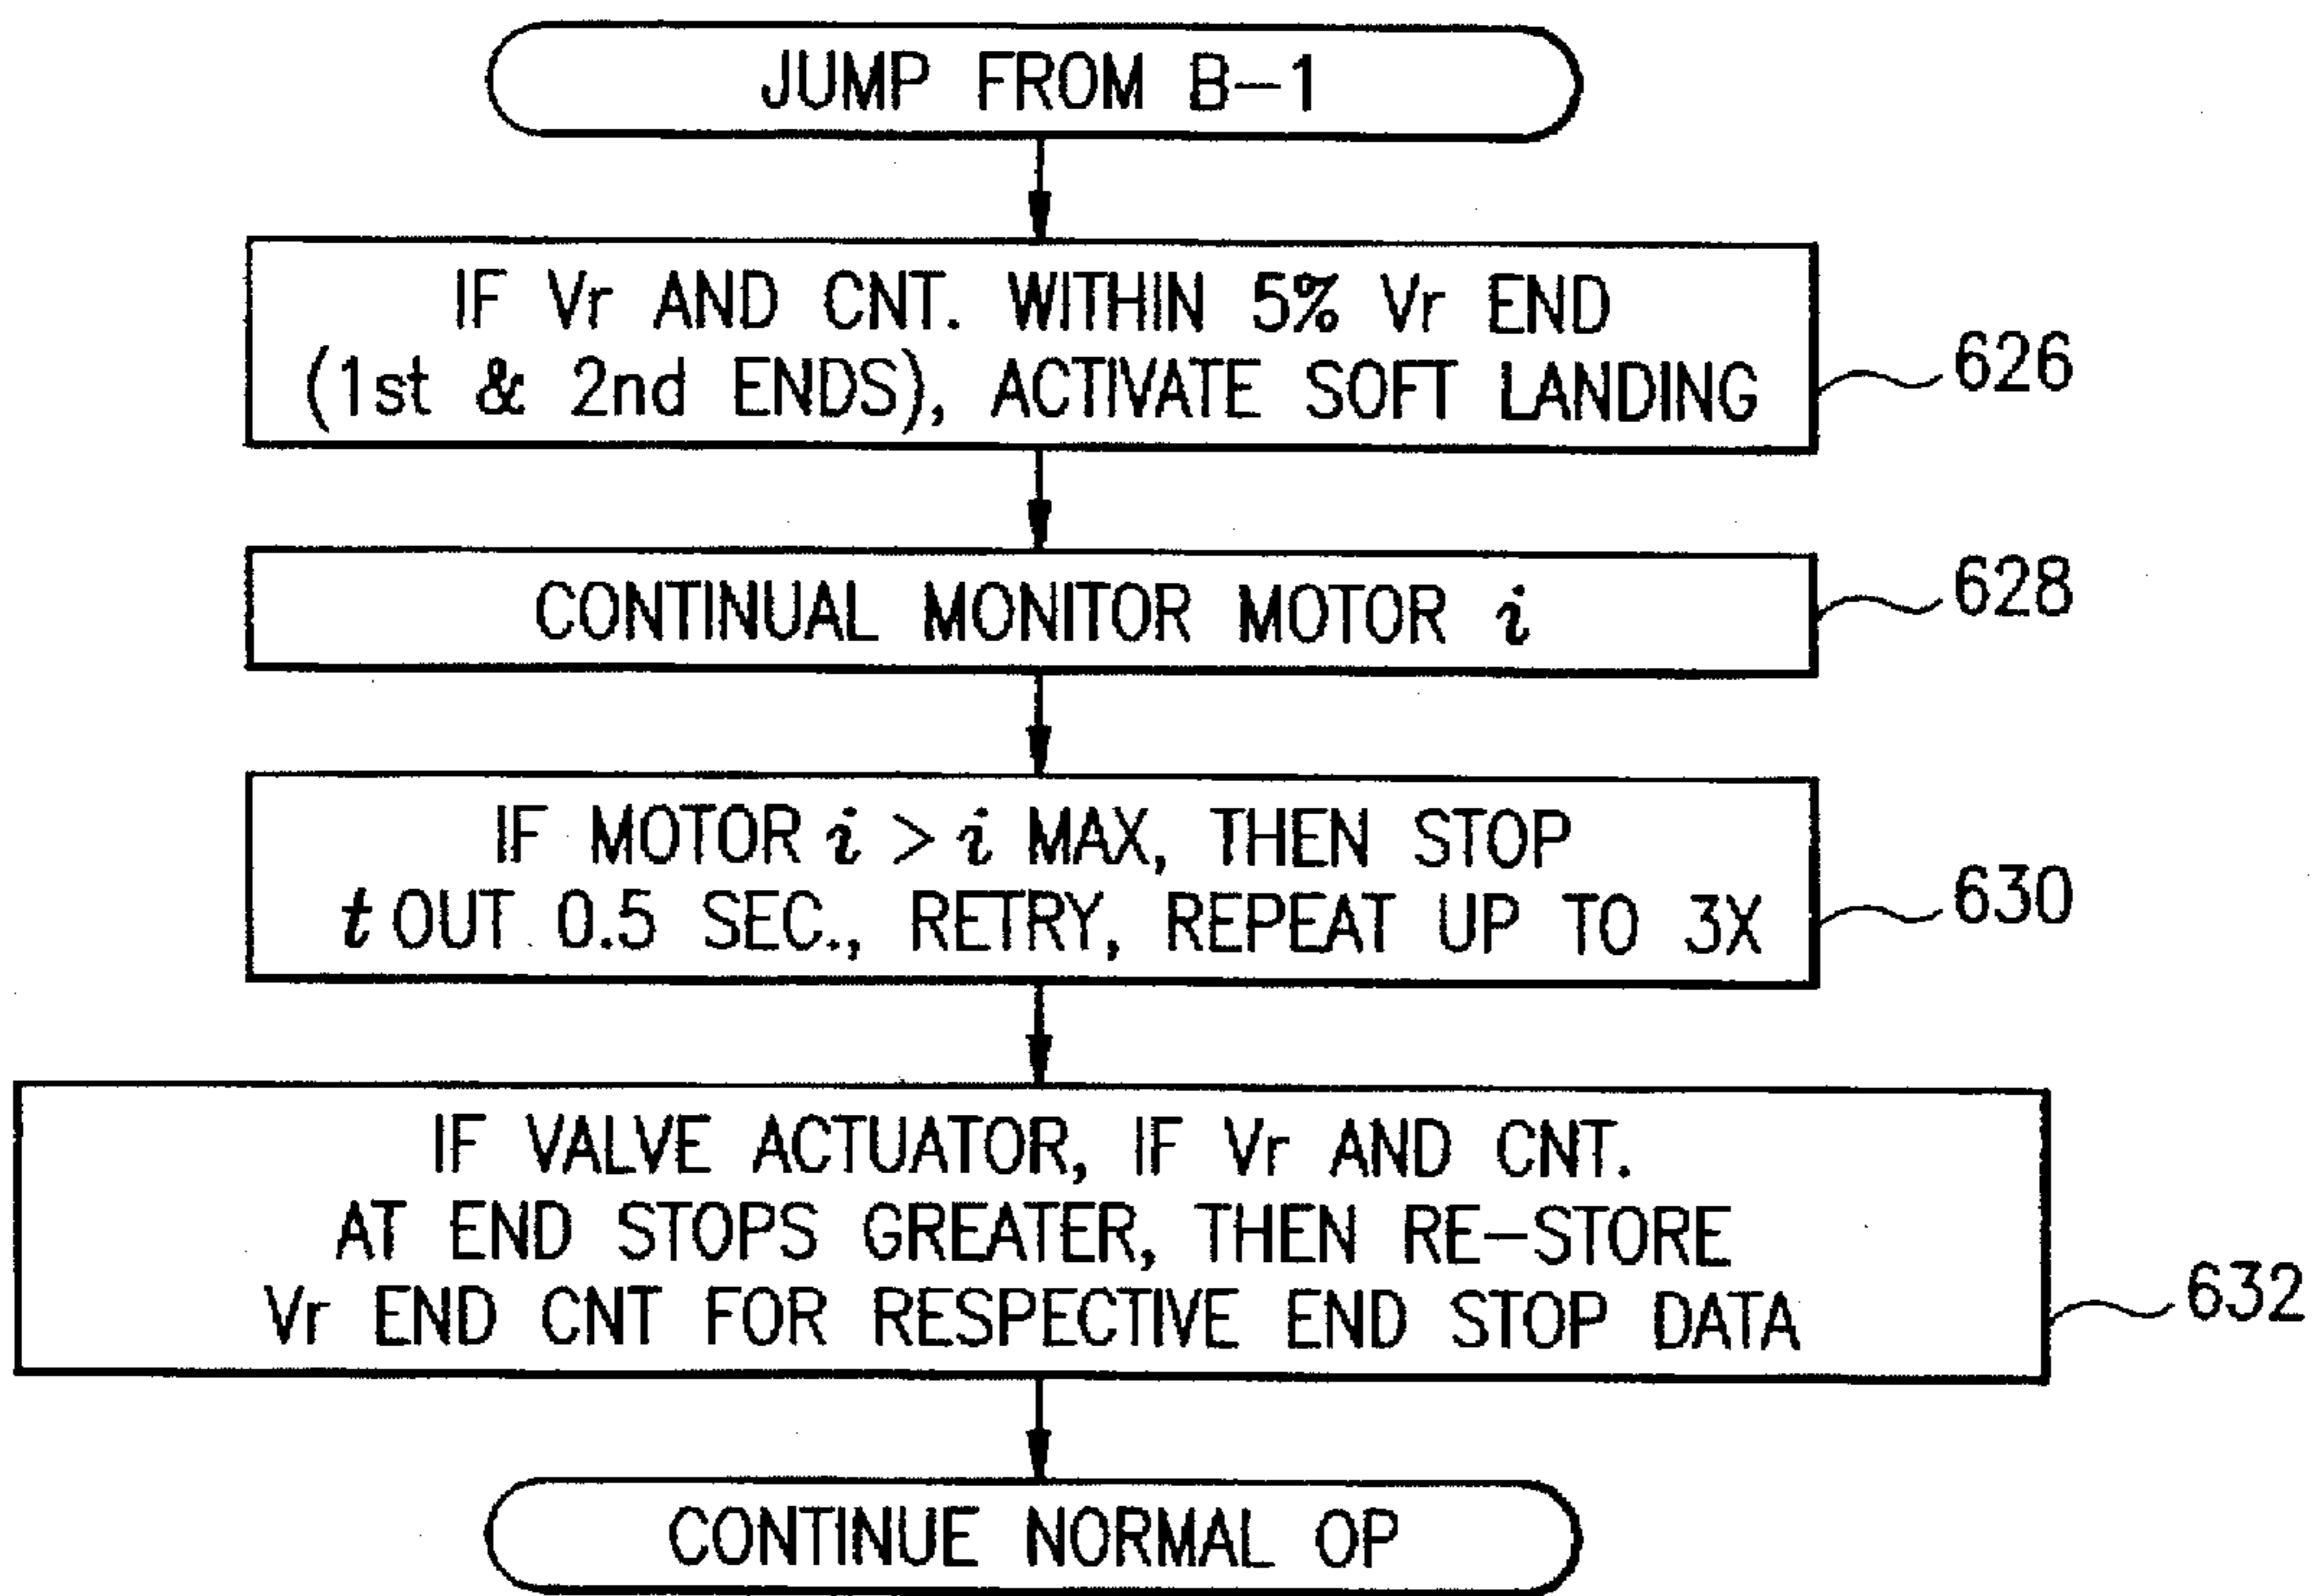 JUMP FROM B-1
IF Vr AND CNT. WITHIN 5% Vr END
(1st & 2nd ENDS), ACTIVATE SOFT LANDING
626
CONTINUAL MONITOR MOTOR i
628
IF MOTOR i > i MAX, THEN STOP
t OUT 0.5 SEC., RETRY, REPEAT UP TO 3X
630
IF VALVE ACTUATOR, IF Vr AND CNT.
AT END STOPS GREATER, THEN RE-STORE
Vr END CNT FOR RESPECTIVE END STOP DATA
632
CONTINUE NORMAL OP